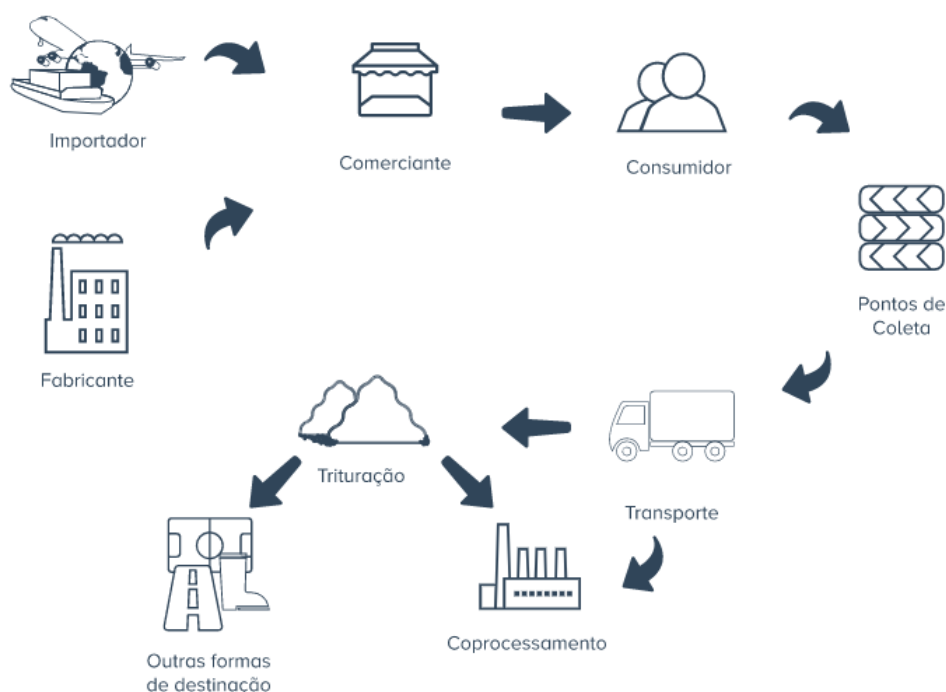 Importador
Comerciante
Consumidor
Pontos de
Coleta
Fabricante
Trituração
Transporte
Coprocessamento
Outras formas
de destinação